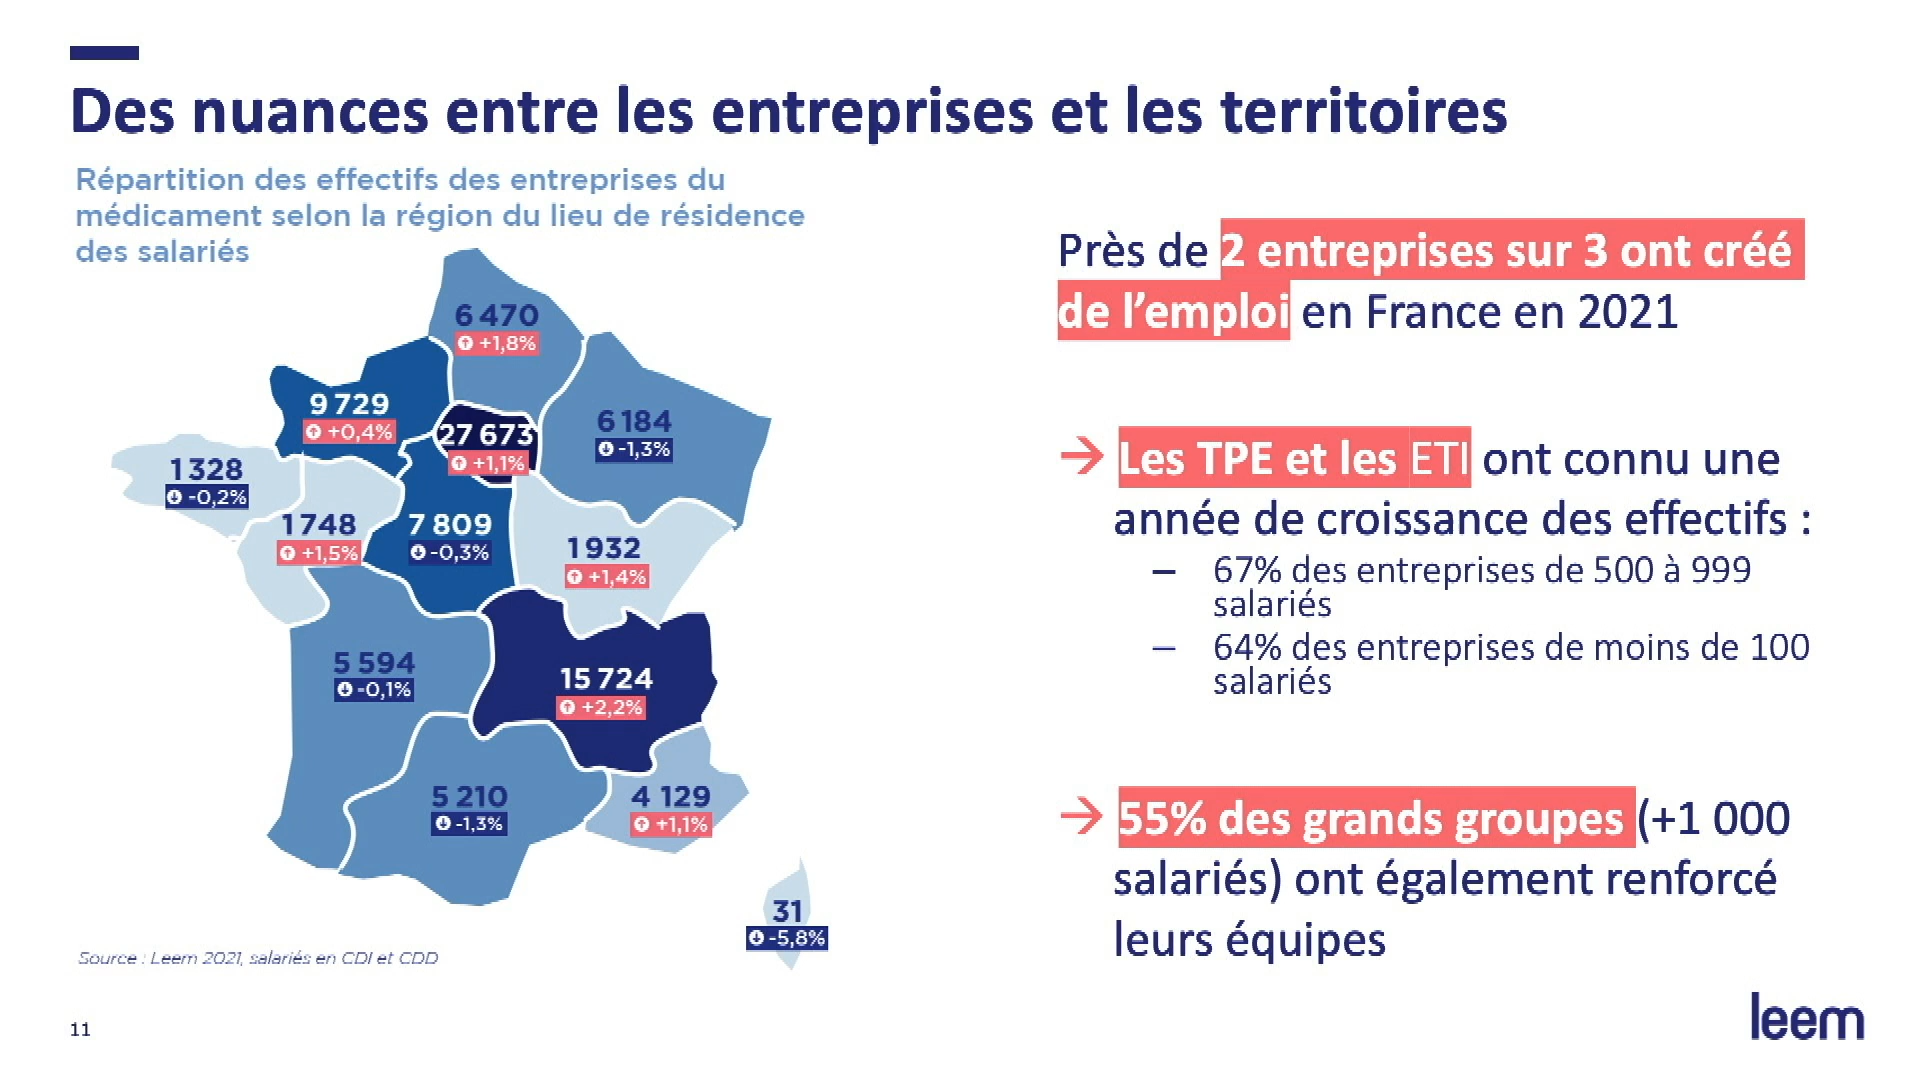 Des nuances entre les entreprises et les territoires
Répartition des effectifs des entreprises du
médicament selon la région du lieu de résidence
des salariés
6 470
+1,8%
9 729
+0,4%
27 673
+1,1%
6 184
-1,3%
1 328
-0,2%
1 748
+1,5%
7 809
-0,3%
1 932
+1,4%
5 594
-0,1%
15 724
+2,2%
5 210
-1,3%
4 129
+1,1%
31
-5,8%
Source : Leem 2021, salariés en CDI et CDD
11
Près de 2 entreprises sur 3 ont créé
de l’emploi en France en 2021
→ Les TPE et les ETI ont connu une
année de croissance des effectifs :
– 67% des entreprises de 500 à 999
salariés
– 64% des entreprises de moins de 100
salariés
→ 55% des grands groupes (+1 000
salariés) ont également renforcé
leurs équipes
leem